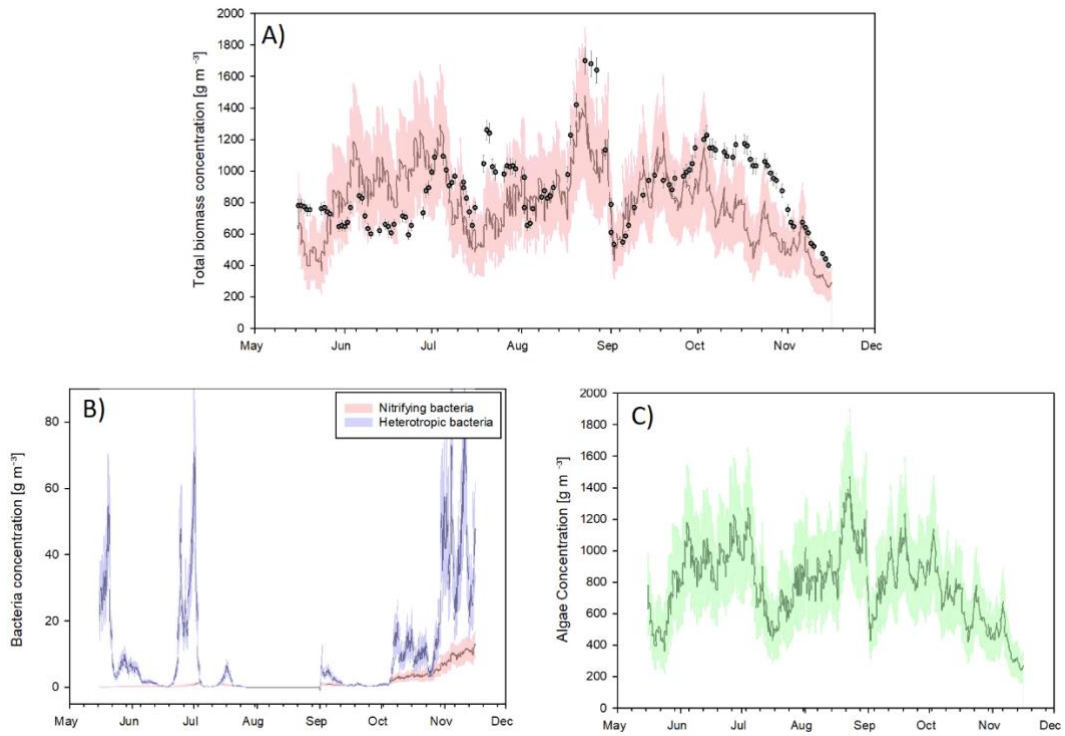 A)
Total biomass concentration [g m⁻³]
2000
1800
1600
1400
1200
1000
800
600
400
200
0
May Jun Jul Aug Sep Oct Nov Dec
B)
Nitrifying bacteria
Heterotropic bacteria
Bacteria concentration [g m⁻³]
80
60
40
20
0
May Jun Jul Aug Sep Oct Nov Dec
C)
Algae Concentration [g m⁻³]
2000
1800
1600
1400
1200
1000
800
600
400
200
0
May Jun Jul Aug Sep Oct Nov Dec